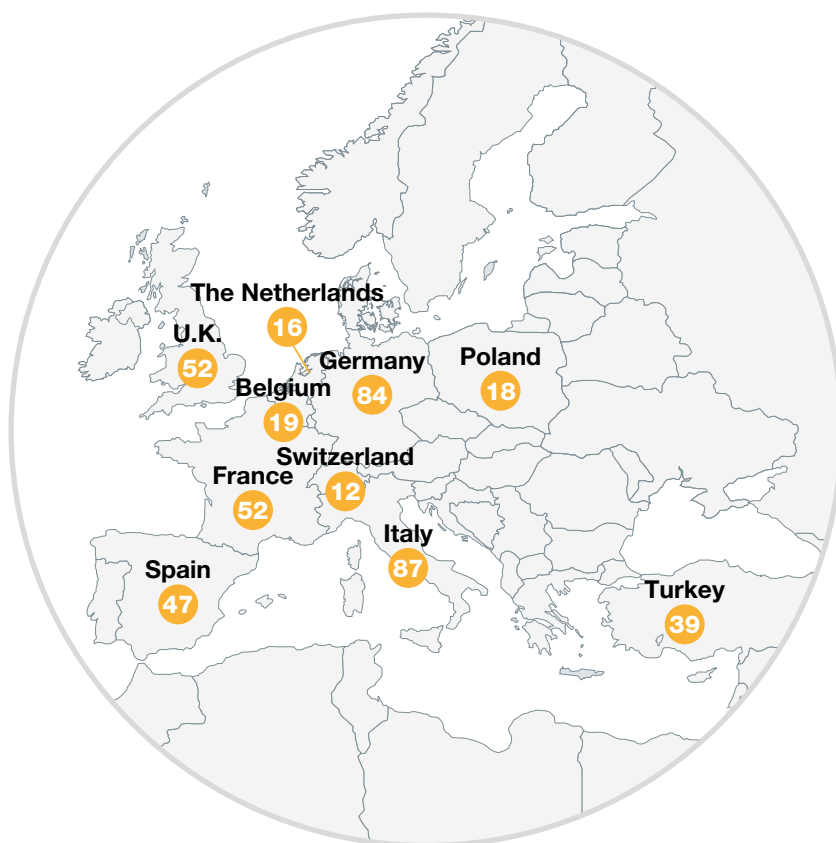 The Netherlands
16
U.K.
52
Germany
84
Poland
18
Belgium
19
Switzerland
12
France
52
Italy
87
Spain
47
Turkey
39